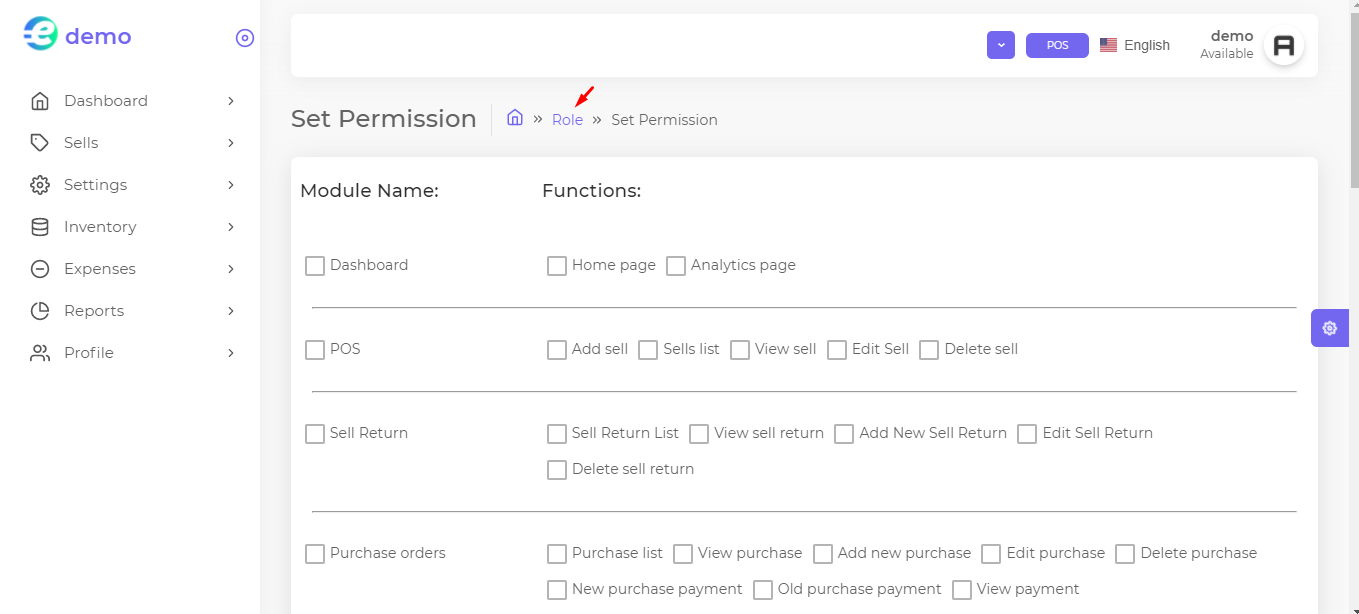 demo
Dashboard
Sells
Settings
Inventory
Expenses
Reports
Profile
POS
English
demo
Available
Set Permission
» Role » Set Permission
Module Name: Functions:
Dashboard Home page Analytics page
POS Add sell Sells list View sell Edit Sell Delete sell
Sell Return Sell Return List View sell return Add New Sell Return Edit Sell Return
Delete sell return
Purchase orders Purchase list View purchase Add new purchase Edit purchase Delete purchase
New purchase payment Old purchase payment View payment